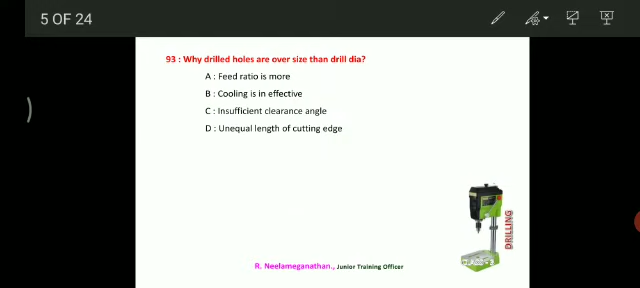 5 OF 24
93 : Why drilled holes are over size than drill dia?
A : Feed ratio is more
B : Cooling is in effective
C : Insufficient clearance angle
D : Unequal length of cutting edge
DRILLING
R. Neelameganathan., Junior Training Officer